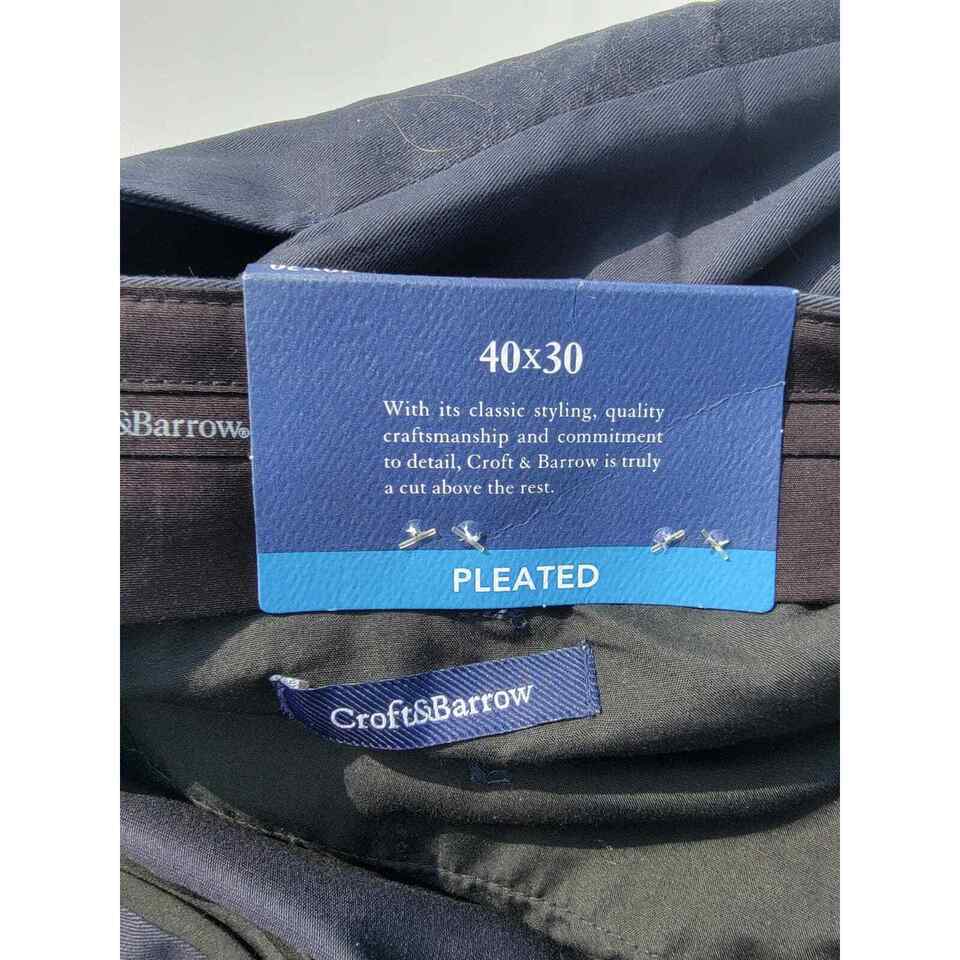 40x30
With its classic styling, quality
craftsmanship and commitment
to detail, Croft & Barrow is truly
a cut above the rest.
&Barrow®
PLEATED
Croft&Barrow